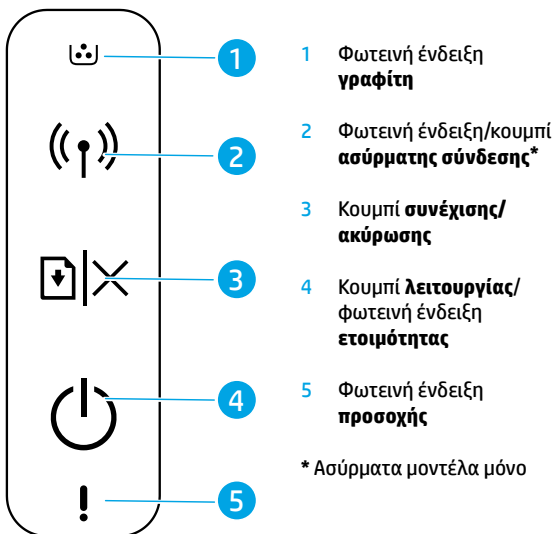 1 Φωτεινή ένδειξη
γραφίτη
2 Φωτεινή ένδειξη/κουμπί
ασύρματης σύνδεσης*
3 Κουμπί συνέχισης/
ακύρωσης
4 Κουμπί λειτουργίας/
φωτεινή ένδειξη
ετοιμότητας
5 Φωτεινή ένδειξη
προσοχής
* Ασύρματα μοντέλα μόνο
1
2
3
4
5